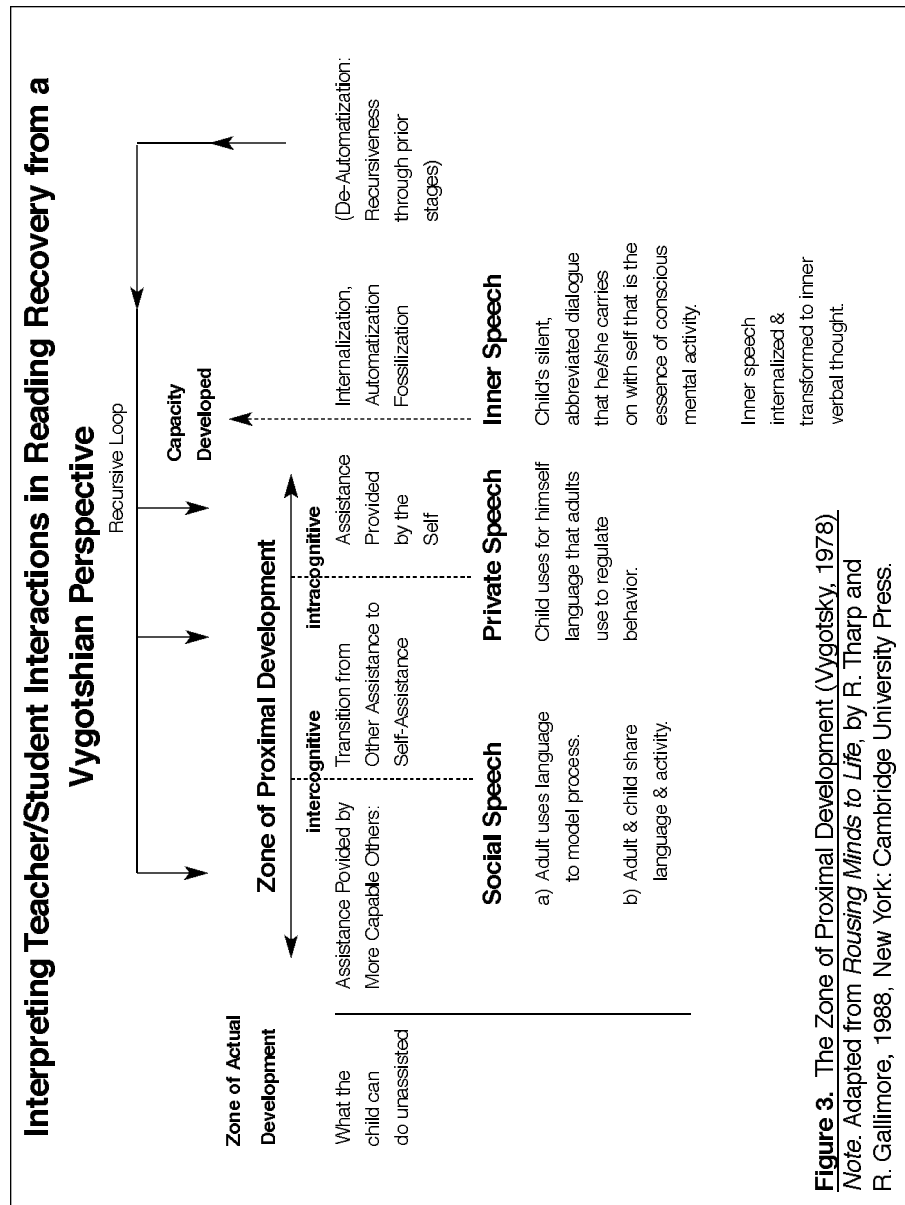 Interpreting Teacher/Student Interactions in Reading Recovery from a
Vygotshian Perspective
Recursive Loop
Capacity
Developed
Zone of Actual
Development
Zone of Proximal Development
intercognitive
intracognitive
What the
child can
do unassisted
Assistance Povided by
More Capable Others:
Transition from
Other Assistance to
Self-Assistance
Assistance
Provided
by the
Self
Internalization,
Automatization
Fossilization
(De-Automatization:
Recursiveness
through prior
stages)
Social Speech
a) Adult uses language
to model process.
b) Adult & child share
language & activity.
Private Speech
Child uses for himself
language that adults
use to regulate
behavior.
Inner Speech
Child's silent,
abbreviated dialogue
that he/she carries
on with self that is the
essence of conscious
mental activity.
Inner speech
internalized &
transformed to inner
verbal thought.
Figure 3. The Zone of Proximal Development (Vygotsky, 1978)
Note. Adapted from Rousing Minds to Life, by R. Tharp and
R. Gallimore, 1988, New York: Cambridge University Press.